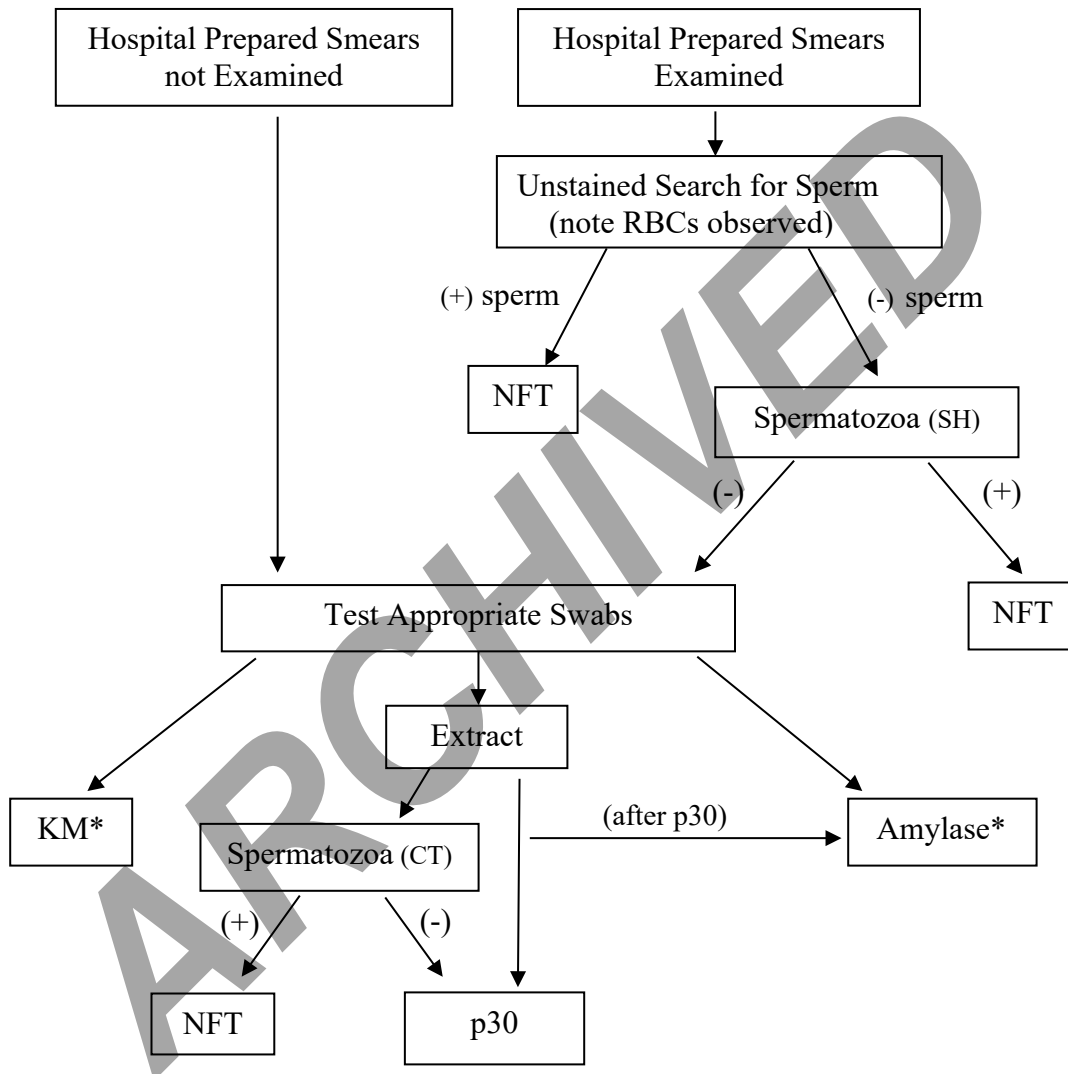 Hospital Prepared Smears
not Examined
Hospital Prepared Smears
Examined
Unstained Search for Sperm
(note RBCs observed)
(+) sperm
(-) sperm
NFT
Spermatozoa (SH)
(-)
(+)
Test Appropriate Swabs
NFT
Extract
KM*
(after p30)
Amylase*
Spermatozoa (CT)
(+)
(-)
NFT
p30
ARCHIVED